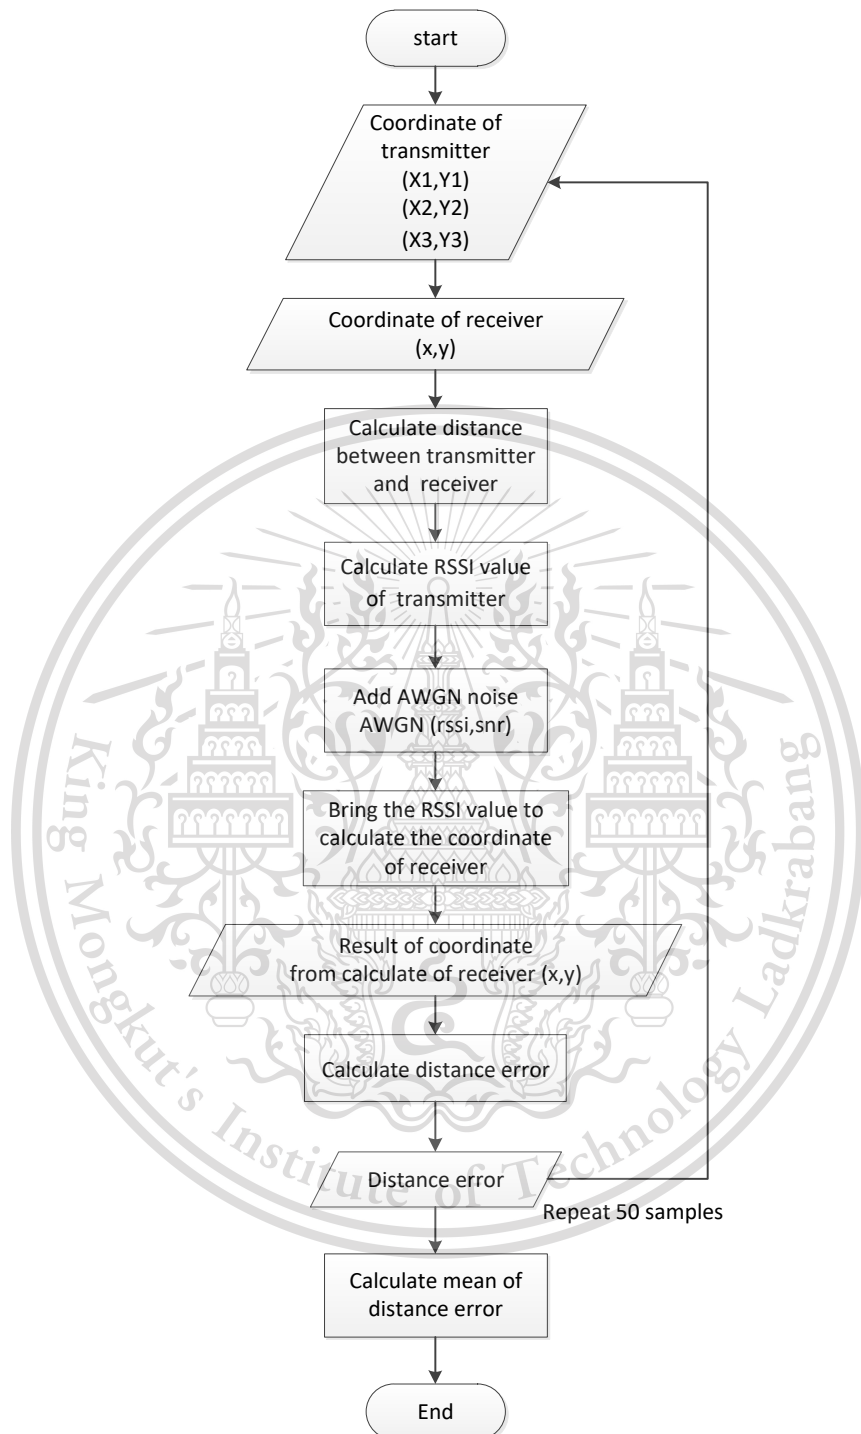 start
Coordinate of
transmitter
(X1,Y1)
(X2,Y2)
(X3,Y3)
Coordinate of receiver
(x,y)
Calculate distance
between transmitter
and receiver
Calculate RSSI value
of transmitter
Add AWGN noise
AWGN (rssi,snr)
Bring the RSSI value to
calculate the coordinate
of receiver
Result of coordinate
from calculate of receiver (x,y)
Calculate distance error
Distance error
Repeat 50 samples
Calculate mean of
distance error
End
King Mongkut's Institute of Technology Ladkrabang